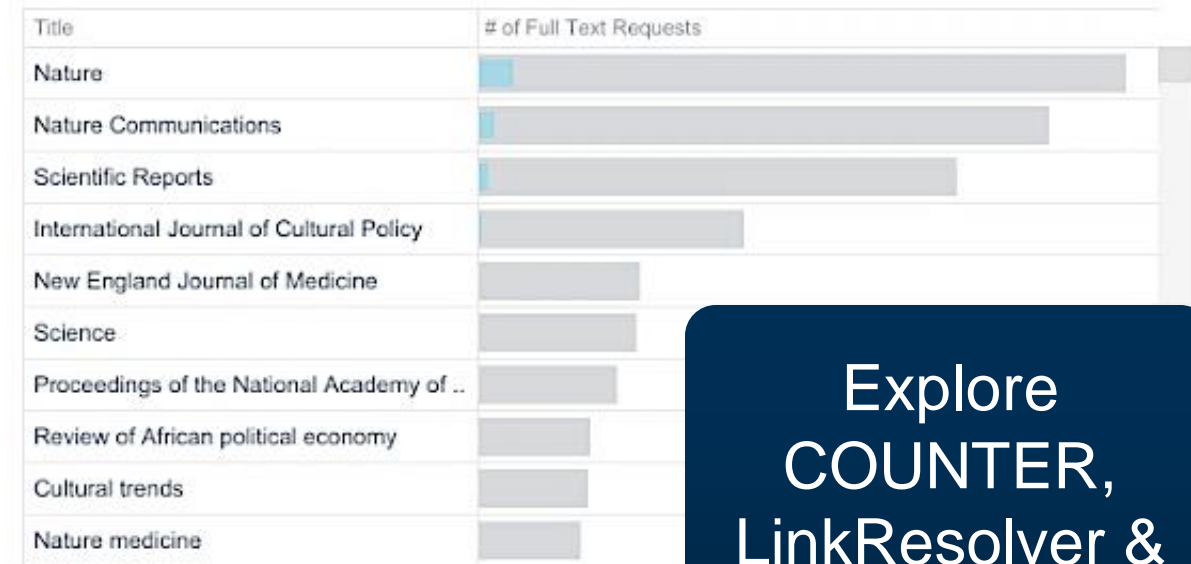 Title
# of Full Text Requests
Nature
Nature Communications
Scientific Reports
International Journal of Cultural Policy
New England Journal of Medicine
Science
Proceedings of the National Academy of ..
Review of African political economy
Cultural trends
Nature medicine
Explore
COUNTER,
LinkResolver &